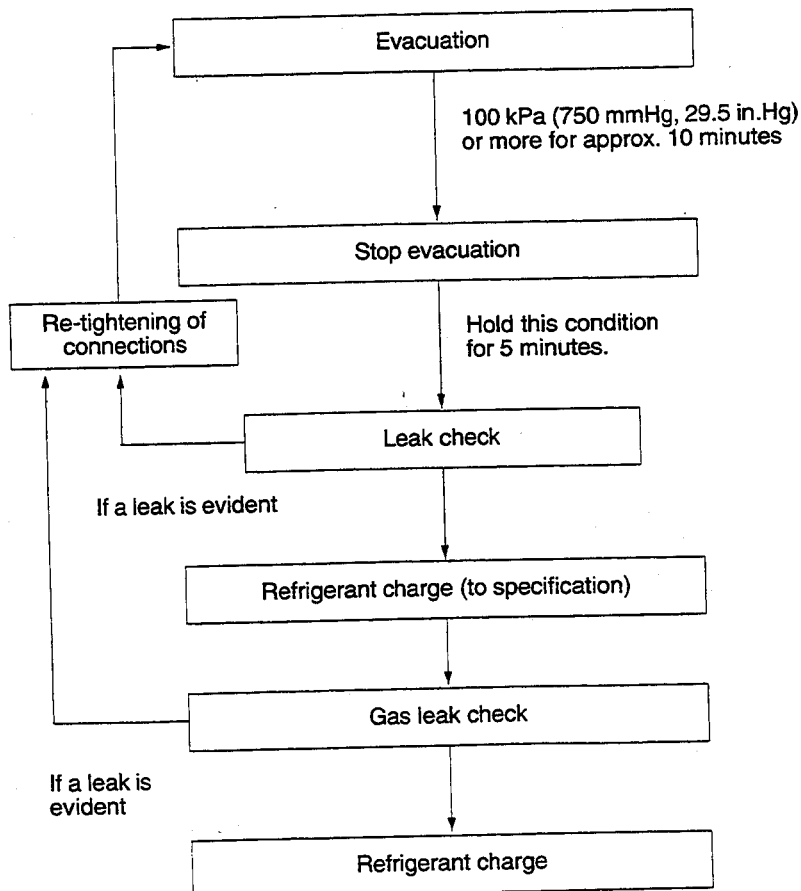 Evacuation
100 kPa (750 mmHg, 29.5 in.Hg)
or more for approx. 10 minutes
Stop evacuation
Re-tightening of
connections
Hold this condition
for 5 minutes.
Leak check
If a leak is evident
Refrigerant charge (to specification)
Gas leak check
If a leak is
evident
Refrigerant charge